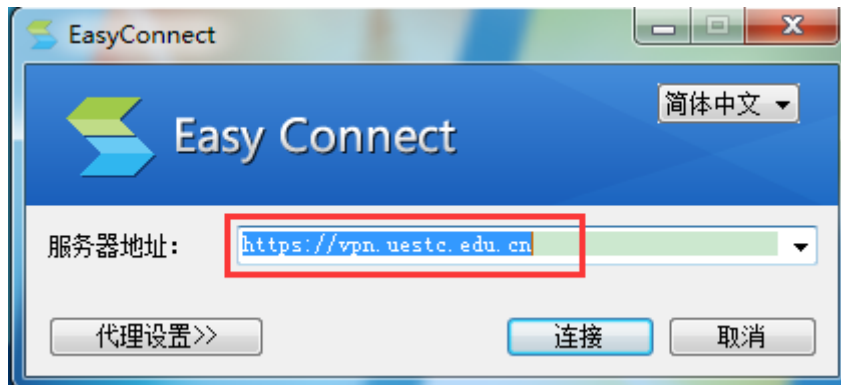 EasyConnect
简体中文
Easy Connect
服务器地址：
https://vpn.uestc.edu.cn
代理设置>>
连接
取消